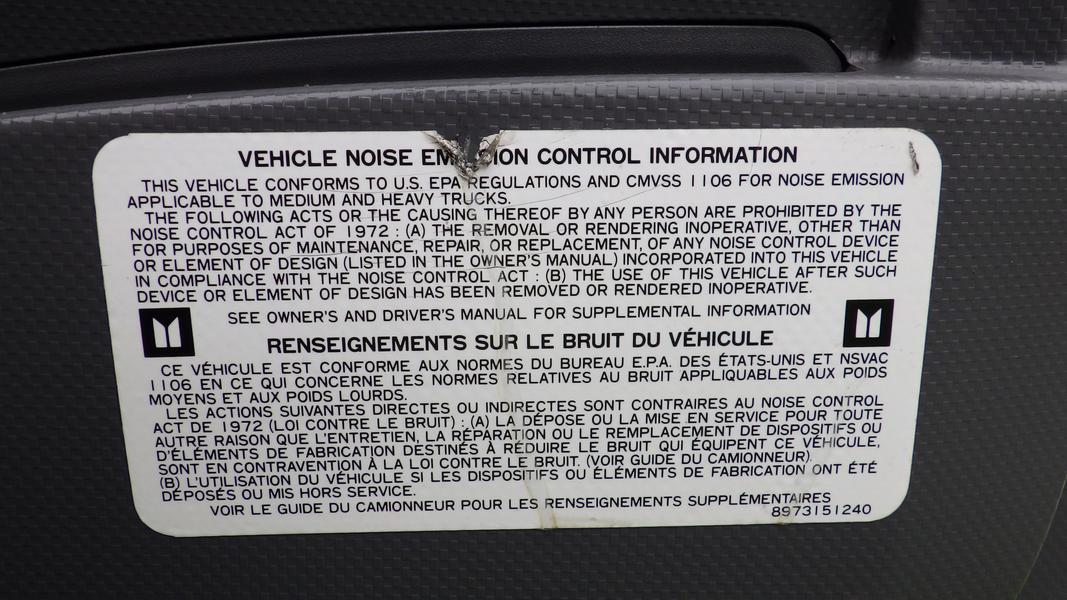 VEHICLE NOISE EMISSION CONTROL INFORMATION
THIS VEHICLE CONFORMS TO U.S. EPA REGULATIONS AND CMVSS 1106 FOR NOISE EMISSION
APPLICABLE TO MEDIUM AND HEAVY TRUCKS.
THE FOLLOWING ACTS OR THE CAUSING THEREOF BY ANY PERSON ARE PROHIBITED BY THE
NOISE CONTROL ACT OF 1972 : (A) THE REMOVAL OR RENDERING INOPERATIVE, OTHER THAN
FOR PURPOSES OF MAINTENANCE, REPAIR, OR REPLACEMENT, OF ANY NOISE CONTROL DEVICE
OR ELEMENT OF DESIGN (LISTED IN THE OWNER'S MANUAL) INCORPORATED INTO THIS VEHICLE
IN COMPLIANCE WITH THE NOISE CONTROL ACT : (B) THE USE OF THIS VEHICLE AFTER SUCH
DEVICE OR ELEMENT OF DESIGN HAS BEEN REMOVED OR RENDERED INOPERATIVE.
SEE OWNER'S AND DRIVER'S MANUAL FOR SUPPLEMENTAL INFORMATION
RENSEIGNEMENTS SUR LE BRUIT DU VÉHICULE
CE VÉHICULE EST CONFORME AUX NORMES DU BUREAU E.P.A. DES ÉTATS-UNIS ET NSVAC
1106 EN CE QUI CONCERNE LES NORMES RELATIVES AU BRUIT APPLIQUABLES AUX POIDS
MOYENS ET AUX POIDS LOURDS.
LES ACTIONS SUIVANTES DIRECTES OU INDIRECTES SONT CONTRAIRES AU NOISE CONTROL
ACT DE 1972 (LOI CONTRE LE BRUIT) : (A) LA DÉPOSE OU LA MISE EN SERVICE POUR TOUTE
AUTRE RAISON QUE L'ENTRETIEN, LA RÉPARATION OU LE REMPLACEMENT DE DISPOSITIFS OU
D'ÉLÉMENTS DE FABRICATION DESTINÉS À RÉDUIRE LE BRUIT QUI ÉQUIPENT CE VÉHICULE,
SONT EN CONTRAVENTION À LA LOI CONTRE LE BRUIT. (VOIR GUIDE DU CAMIONNEUR).
(B) L'UTILISATION DU VÉHICULE SI LES DISPOSITIFS OU ÉLÉMENTS DE FABRICATION ONT ÉTÉ
DÉPOSÉS OU MIS HORS SERVICE.
VOIR LE GUIDE DU CAMIONNEUR POUR LES RENSEIGNEMENTS SUPPLÉMENTAIRES
8973151240